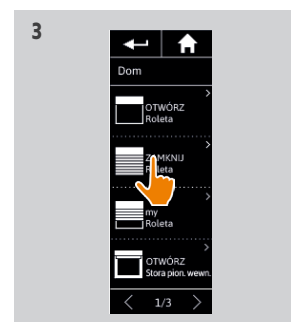 3
Dom
OTWÓRZ
Roleta
ZAMKNIJ
Roleta
my
Roleta
OTWÓRZ
Stora pion. wewn.
1/3